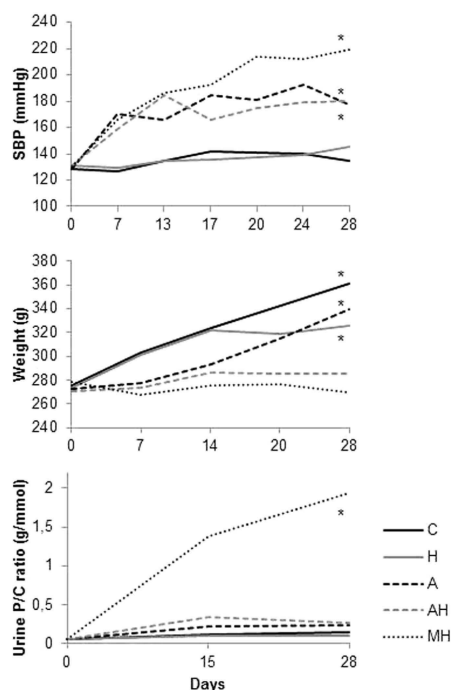 SBP (mmHg)
220
200
180
160
140
120
100
0 7 13 17 20 24 28
*
*
*
Weight (g)
380
360
340
320
300
280
260
240
0 7 14 20 28
*
*
*
Urine P/C ratio (g/mmol)
2
1,5
1
0,5
0
0 15 28
*
Days
C
H
A
AH
MH